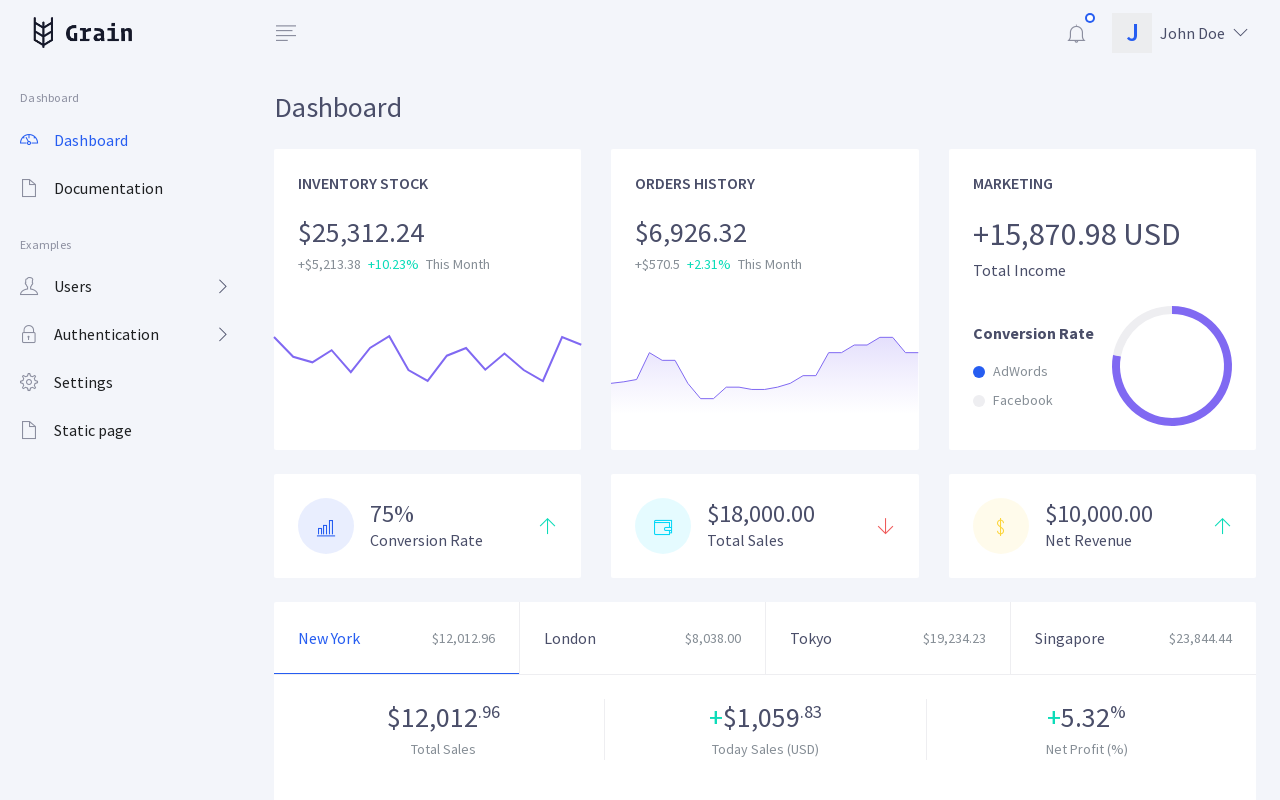 Grain
J
John Doe
Dashboard
Dashboard
Documentation
Examples
Users
Authentication
Settings
Static page
Dashboard
INVENTORY STOCK
$25,312.24
+$5,213.38 +10.23% This Month
ORDERS HISTORY
$6,926.32
+$570.5 +2.31% This Month
MARKETING
+15,870.98 USD
Total Income
Conversion Rate
AdWords
Facebook
75%
Conversion Rate
$18,000.00
Total Sales
$
$10,000.00
Net Revenue
New York $12,012.96
London $8,038.00
Tokyo $19,234.23
Singapore $23,844.44
$12,012.96
Total Sales
+$1,059.83
Today Sales (USD)
+5.32%
Net Profit (%)